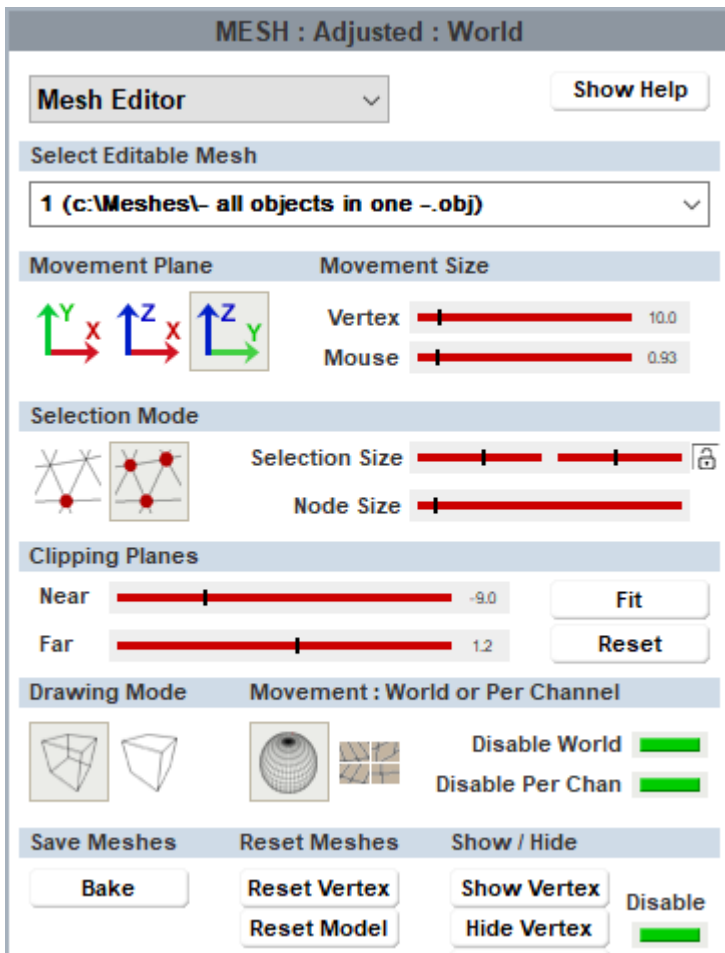 MESH : Adjusted : World
Mesh Editor
Show Help
Select Editable Mesh
1 (c:\Meshes\– all objects in one –.obj)
Movement Plane
Movement Size
Y X
Z X
Z Y
Vertex 10.0
Mouse 0.93
Selection Mode
Selection Size
Node Size
Clipping Planes
Near -9.0
Fit
Far 1.2
Reset
Drawing Mode
Movement : World or Per Channel
Disable World
Disable Per Chan
Save Meshes
Reset Meshes
Show / Hide
Bake
Reset Vertex
Show Vertex
Disable
Reset Model
Hide Vertex